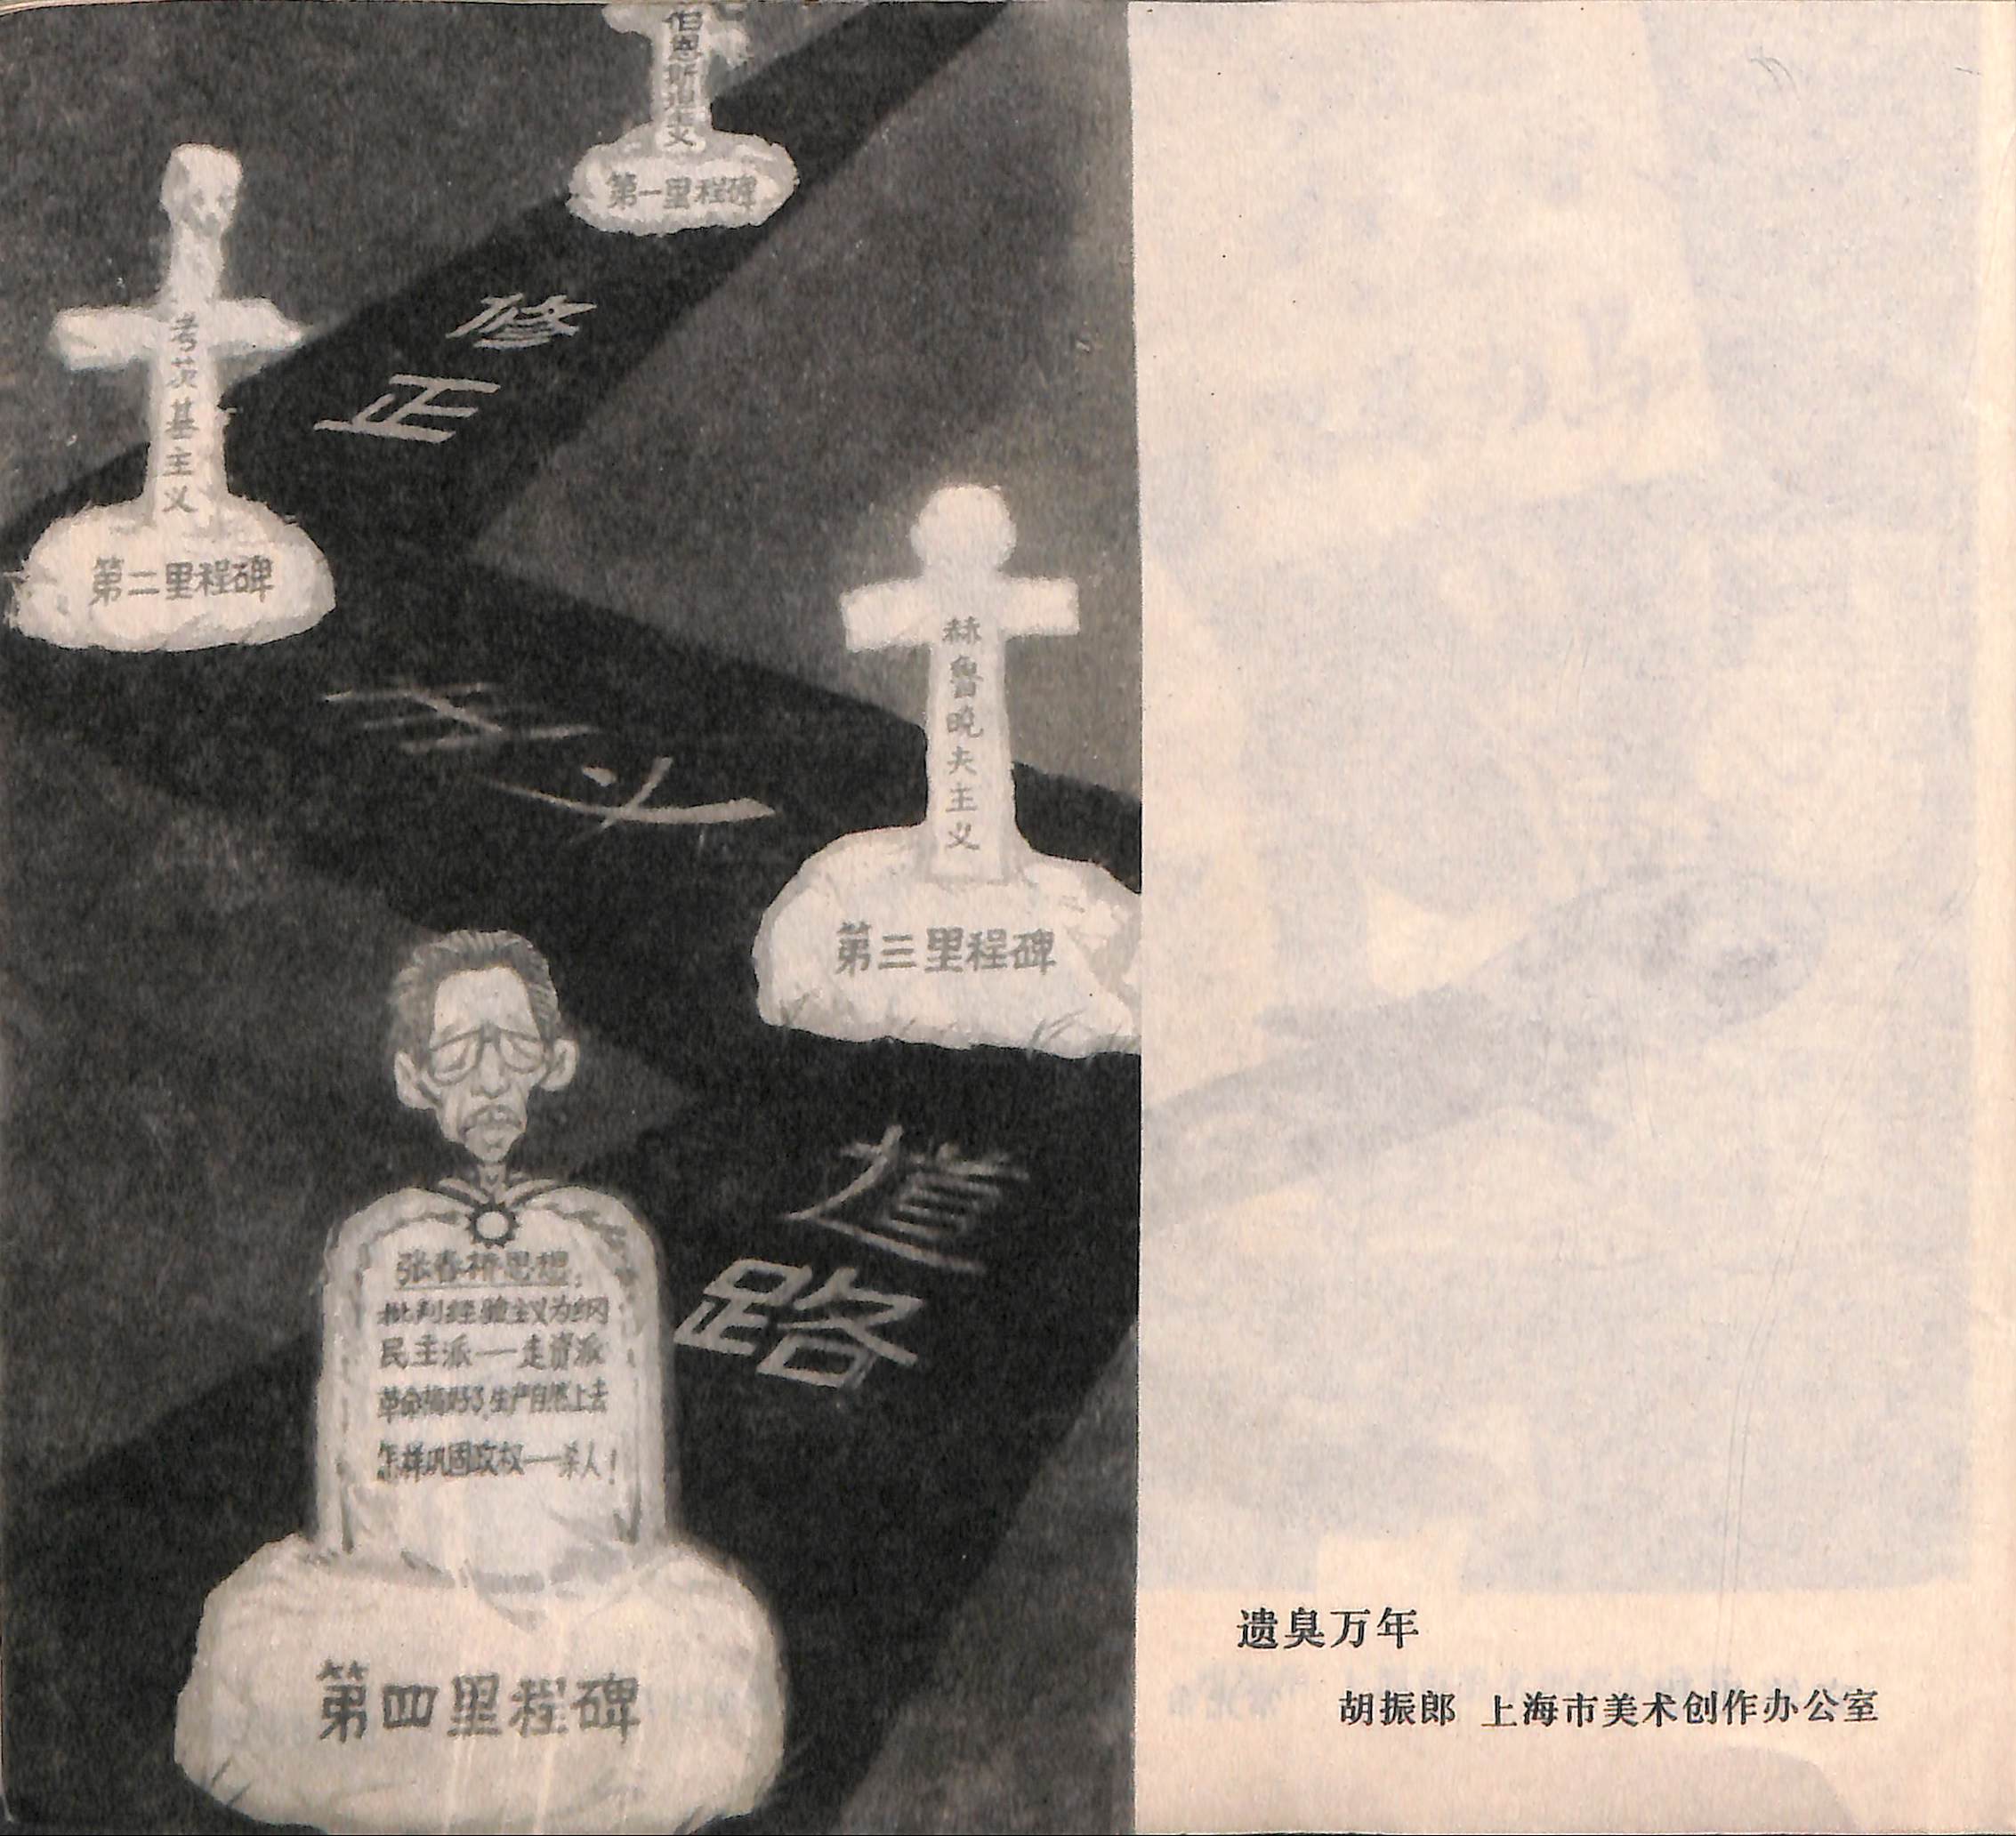 伯恩斯坦主义
第一里程碑
考茨基主义
第二里程碑
赫鲁晓夫主义
第三里程碑
修正
主义
道路
张春桥思想:
批判经验主义为纲
民主派——走资派
革命搞好了,生产自然上去
怎样巩固政权——杀人!
第四里程碑
遗臭万年
胡振郎 上海市美术创作办公室